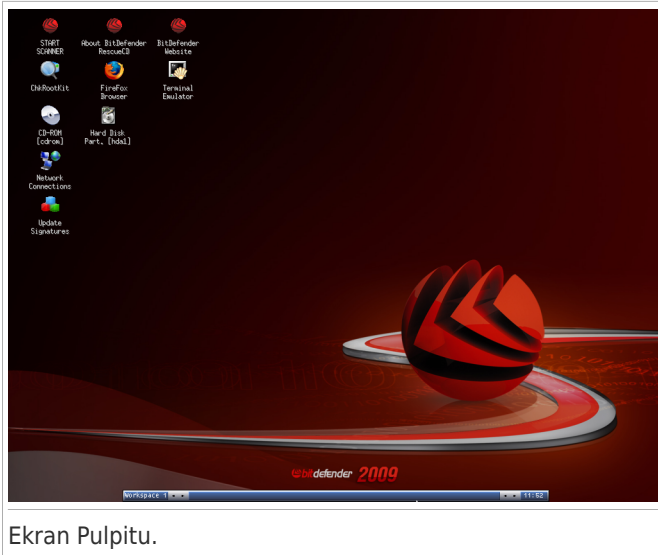 START
SCANNER
About BitDefender
RescueCD
BitDefender
Website
ChkRootKit
FireFox
Browser
Terminal
Emulator
CD-ROM
[cdrom]
Hard Disk
Part. [hda1]
Network
Connections
Update
Signatures
bitdefender 2009
Workspace 1
11:52
Ekran Pulpitu.